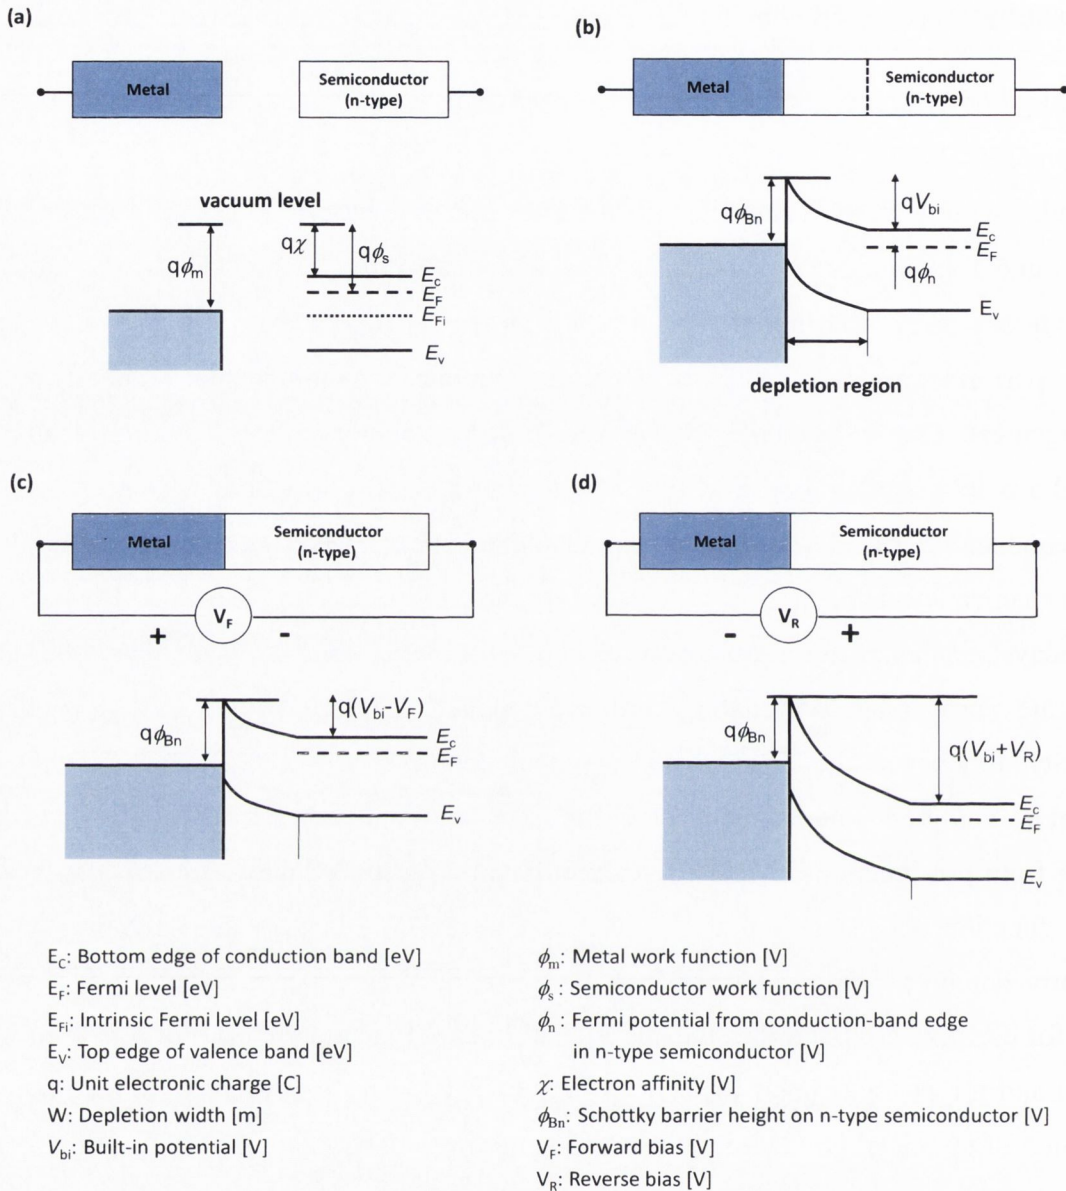 (a)
Metal
Semiconductor
(n-type)
vacuum level
qϕm
qχ
qϕs
Ec
EF
EFi
Ev
(b)
Metal
Semiconductor
(n-type)
qϕBn
qVbi
Ec
EF
qϕn
Ev
depletion region
(c)
Metal
Semiconductor
(n-type)
VF
+
-
qϕBn
q(Vbi-VF)
Ec
EF
Ev
(d)
Metal
Semiconductor
(n-type)
VR
-
+
qϕBn
q(Vbi+VR)
Ec
EF
Ev
EC: Bottom edge of conduction band [eV]
EF: Fermi level [eV]
EFi: Intrinsic Fermi level [eV]
EV: Top edge of valence band [eV]
q: Unit electronic charge [C]
W: Depletion width [m]
Vbi: Built-in potential [V]
ϕm: Metal work function [V]
ϕs : Semiconductor work function [V]
ϕn : Fermi potential from conduction-band edge
in n-type semiconductor [V]
χ: Electron affinity [V]
ϕBn: Schottky barrier height on n-type semiconductor [V]
VF: Forward bias [V]
VR: Reverse bias [V]